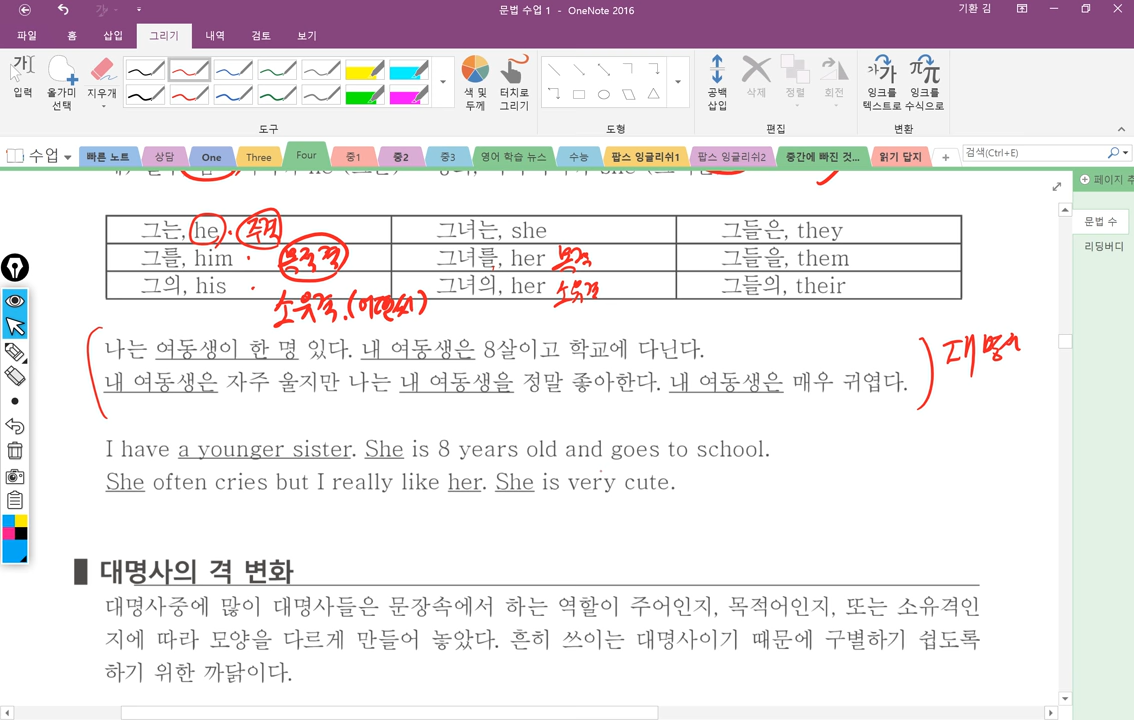 문법 수업 1 - OneNote 2016
기환 김
파일 홈 삽입 그리기 내역 검토 보기
입력
올가미 선택
지우개
색 및 두께
터치로 그리기
공백 삽입
삭제
정렬
회전
잉크를 텍스트로
잉크를 수식으로
도구 도형 편집 변환
수업 빠른 노트 상담 One Three Four 중1 중2 중3 영어 학습 뉴스 수능 팝스 잉글리쉬1 팝스 잉글리쉬2 중간에 빠진 것... 읽기 답지 + 검색(Ctrl+E)
페이지 추
문법 수
리딩버디
그는, he 주격 그녀는, she 그들은, they
그를, him 목적격 그녀를, her 목적 그들을, them
그의, his 그녀의, her 소유격 그들의, their
소유격.
나는 여동생이 한 명 있다. 내 여동생은 8살이고 학교에 다닌다.
대명사
내 여동생은 자주 울지만 나는 내 여동생을 정말 좋아한다. 내 여동생은 매우 귀엽다.
I have a younger sister. She is 8 years old and goes to school.
She often cries but I really like her. She is very cute.
대명사의 격 변화
대명사중에 많이 대명사들은 문장속에서 하는 역할이 주어인지, 목적어인지, 또는 소유격인
지에 따라 모양을 다르게 만들어 놓았다. 흔히 쓰이는 대명사이기 때문에 구별하기 쉽도록
하기 위한 까닭이다.